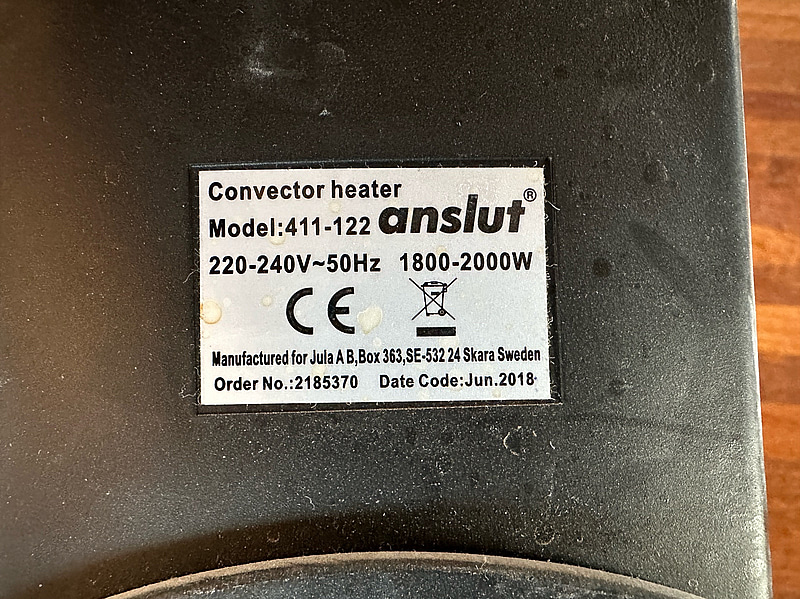 Convector heater
Model:411-122 anslut®
220-240V~50Hz 1800-2000W
CE
Manufactured for Jula A B,Box 363,SE-532 24 Skara Sweden
Order No.:2185370 Date Code:Jun.2018